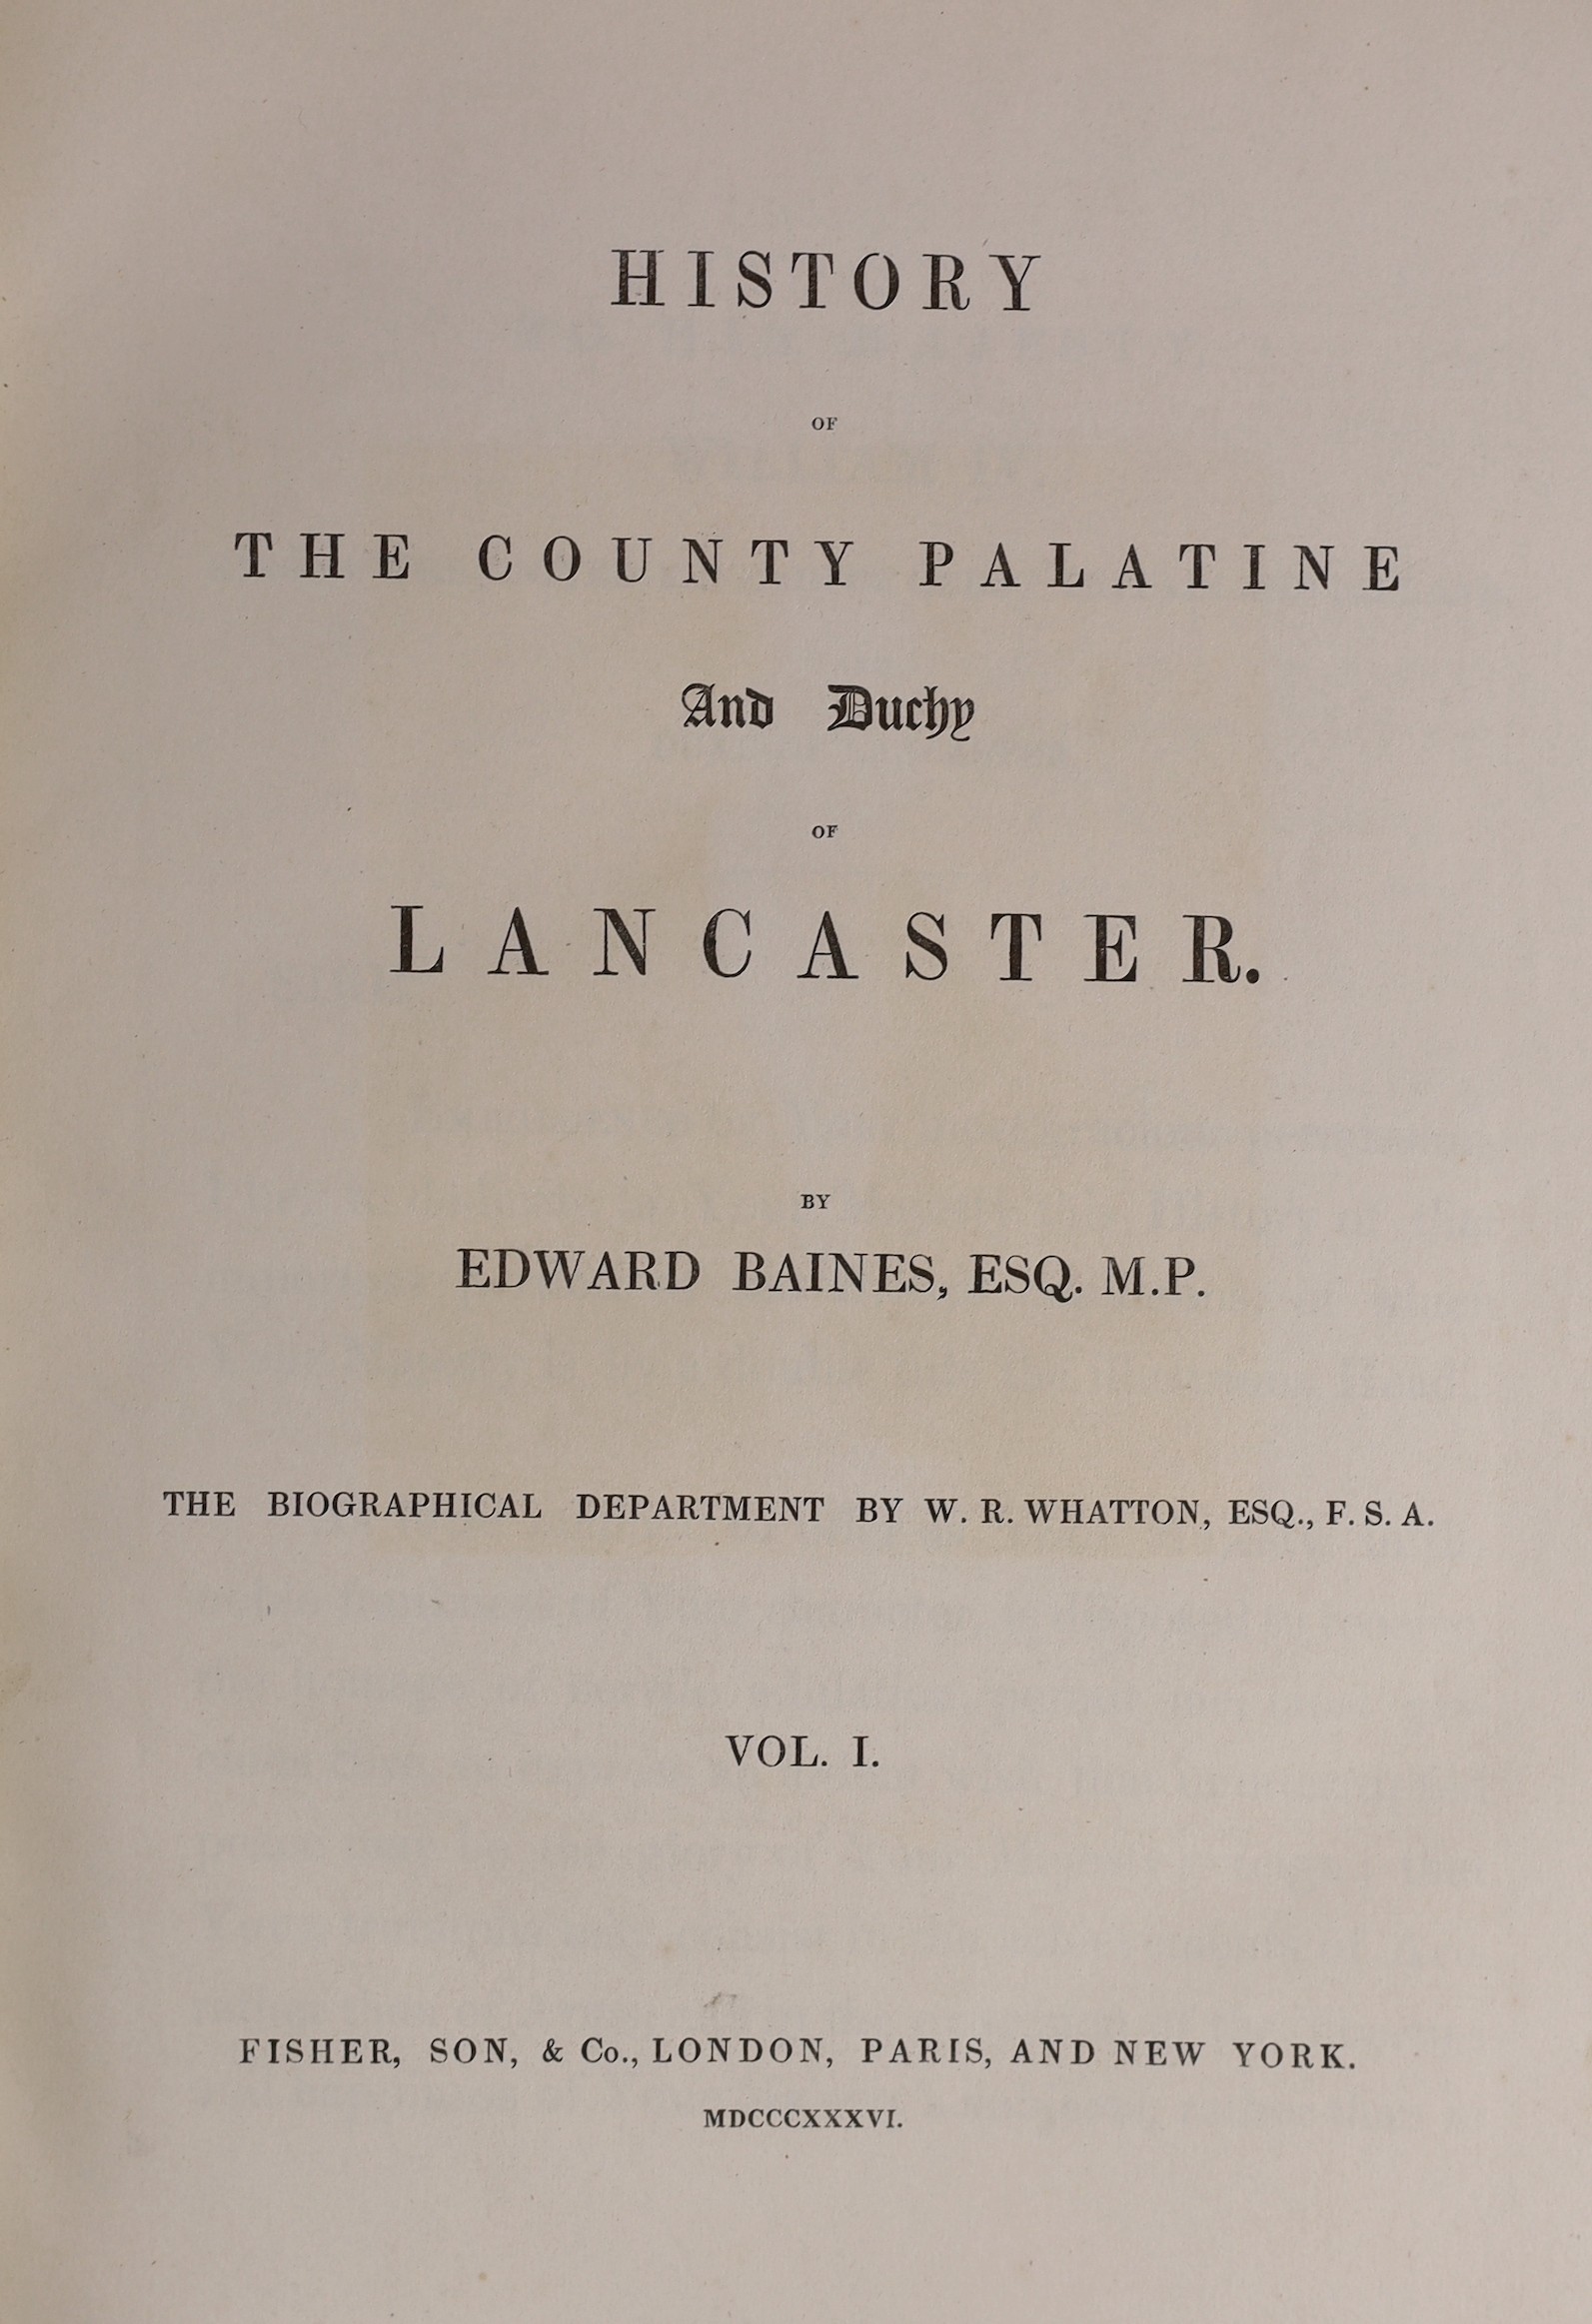 HISTORY
OF
THE COUNTY PALATINE
And Duchy
OF
LANCASTER.
BY
EDWARD BAINES, ESQ. M.P.
THE BIOGRAPHICAL DEPARTMENT BY W. R. WHATTON, ESQ., F. S. A.
VOL. I.
FISHER, SON, & Co., LONDON, PARIS, AND NEW YORK.
MDCCCXXXVI.